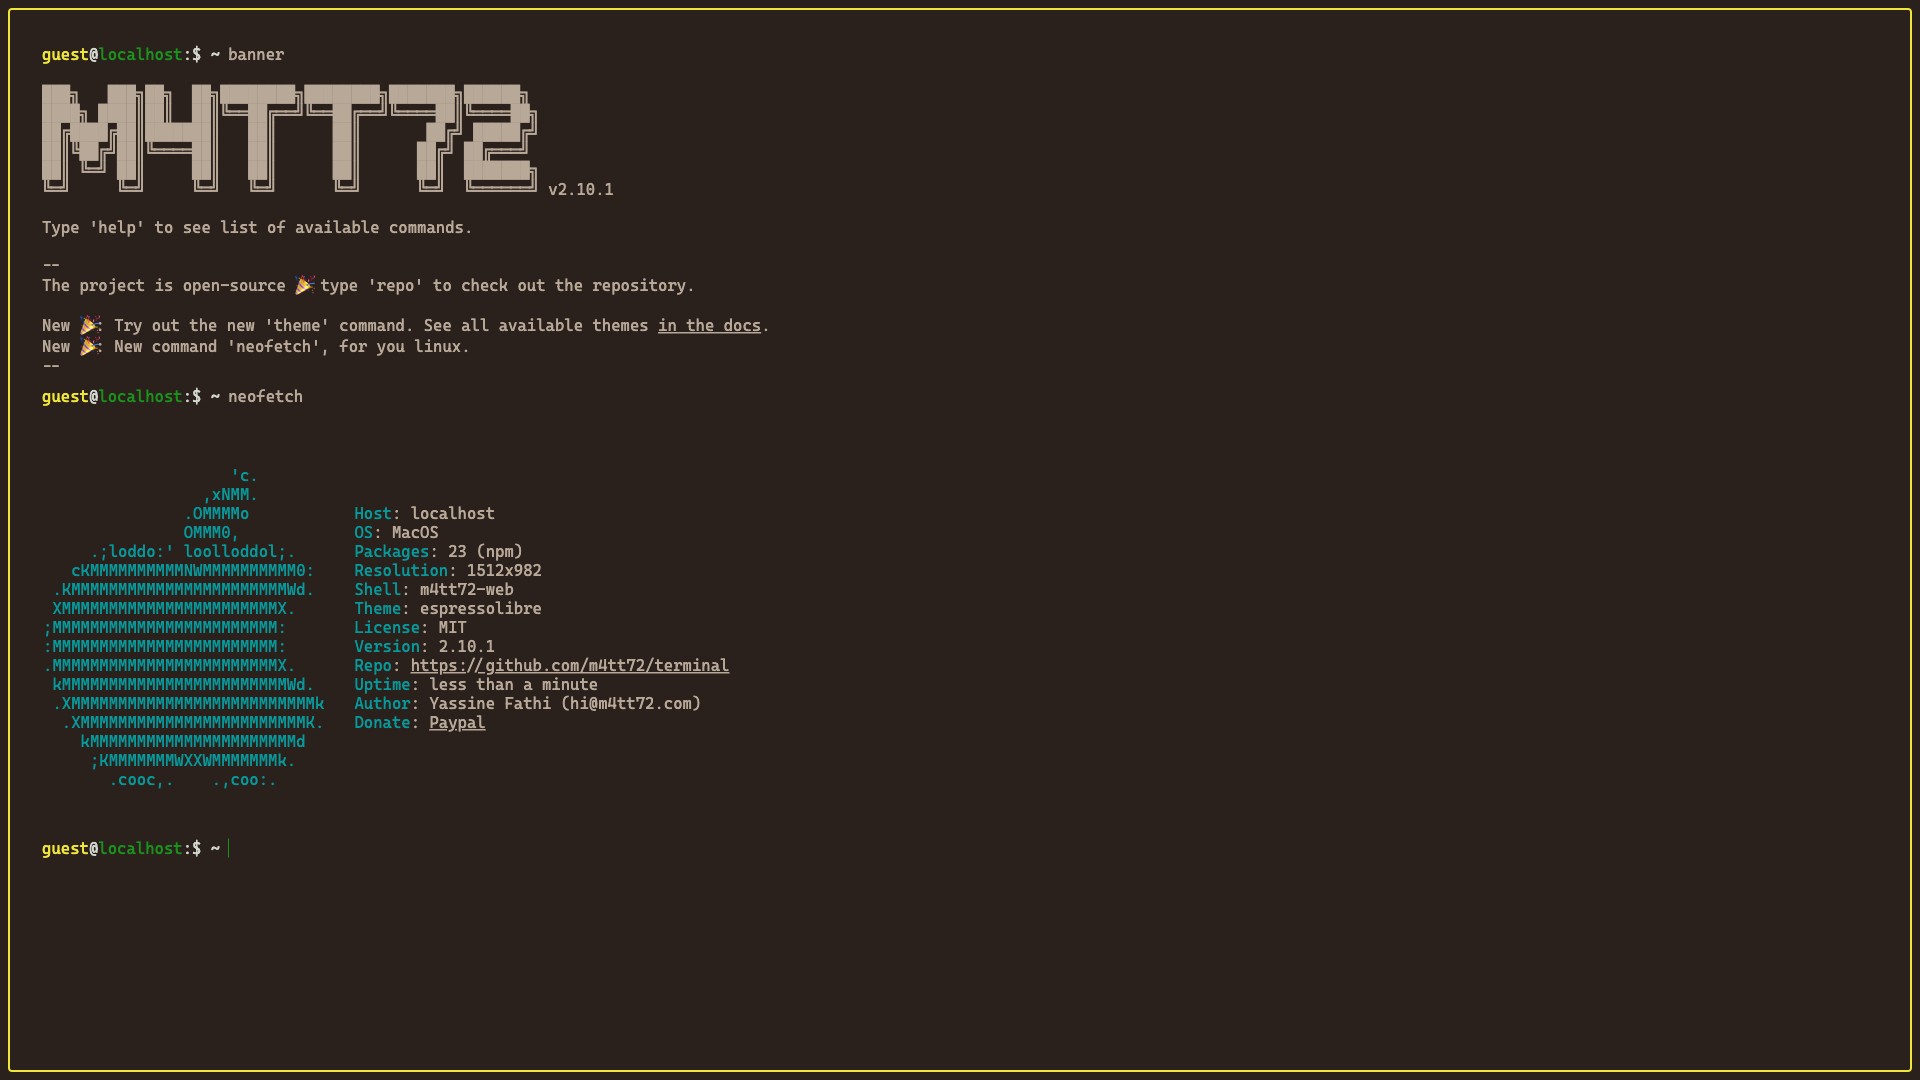 guest@localhost:$ ~ banner
M4TT72 v2.10.1
Type 'help' to see list of available commands.
--
The project is open-source 🎉 type 'repo' to check out the repository.
New 🎉: Try out the new 'theme' command. See all available themes in the docs.
New 🎉: New command 'neofetch', for you linux.
--
guest@localhost:$ ~ neofetch
'c.
,xNMM.
.OMMMMo Host: localhost
OMMM0, OS: MacOS
.;loddo:' loolloddol;. Packages: 23 (npm)
cKMMMMMMMMMMNWMMMMMMMMMM0: Resolution: 1512x982
.KMMMMMMMMMMMMMMMMMMMMMMMWd. Shell: m4tt72-web
XMMMMMMMMMMMMMMMMMMMMMMMX. Theme: espressolibre
;MMMMMMMMMMMMMMMMMMMMMMMM: License: MIT
:MMMMMMMMMMMMMMMMMMMMMMMM: Version: 2.10.1
.MMMMMMMMMMMMMMMMMMMMMMMMX. Repo: https://github.com/m4tt72/terminal
kMMMMMMMMMMMMMMMMMMMMMMMMWd. Uptime: less than a minute
.XMMMMMMMMMMMMMMMMMMMMMMMMMMk Author: Yassine Fathi (hi@m4tt72.com)
.XMMMMMMMMMMMMMMMMMMMMMMMMK. Donate: Paypal
kMMMMMMMMMMMMMMMMMMMMMMd
;KMMMMMMMWXXWMMMMMMMk.
.cooc,. .,coo:.
guest@localhost:$ ~